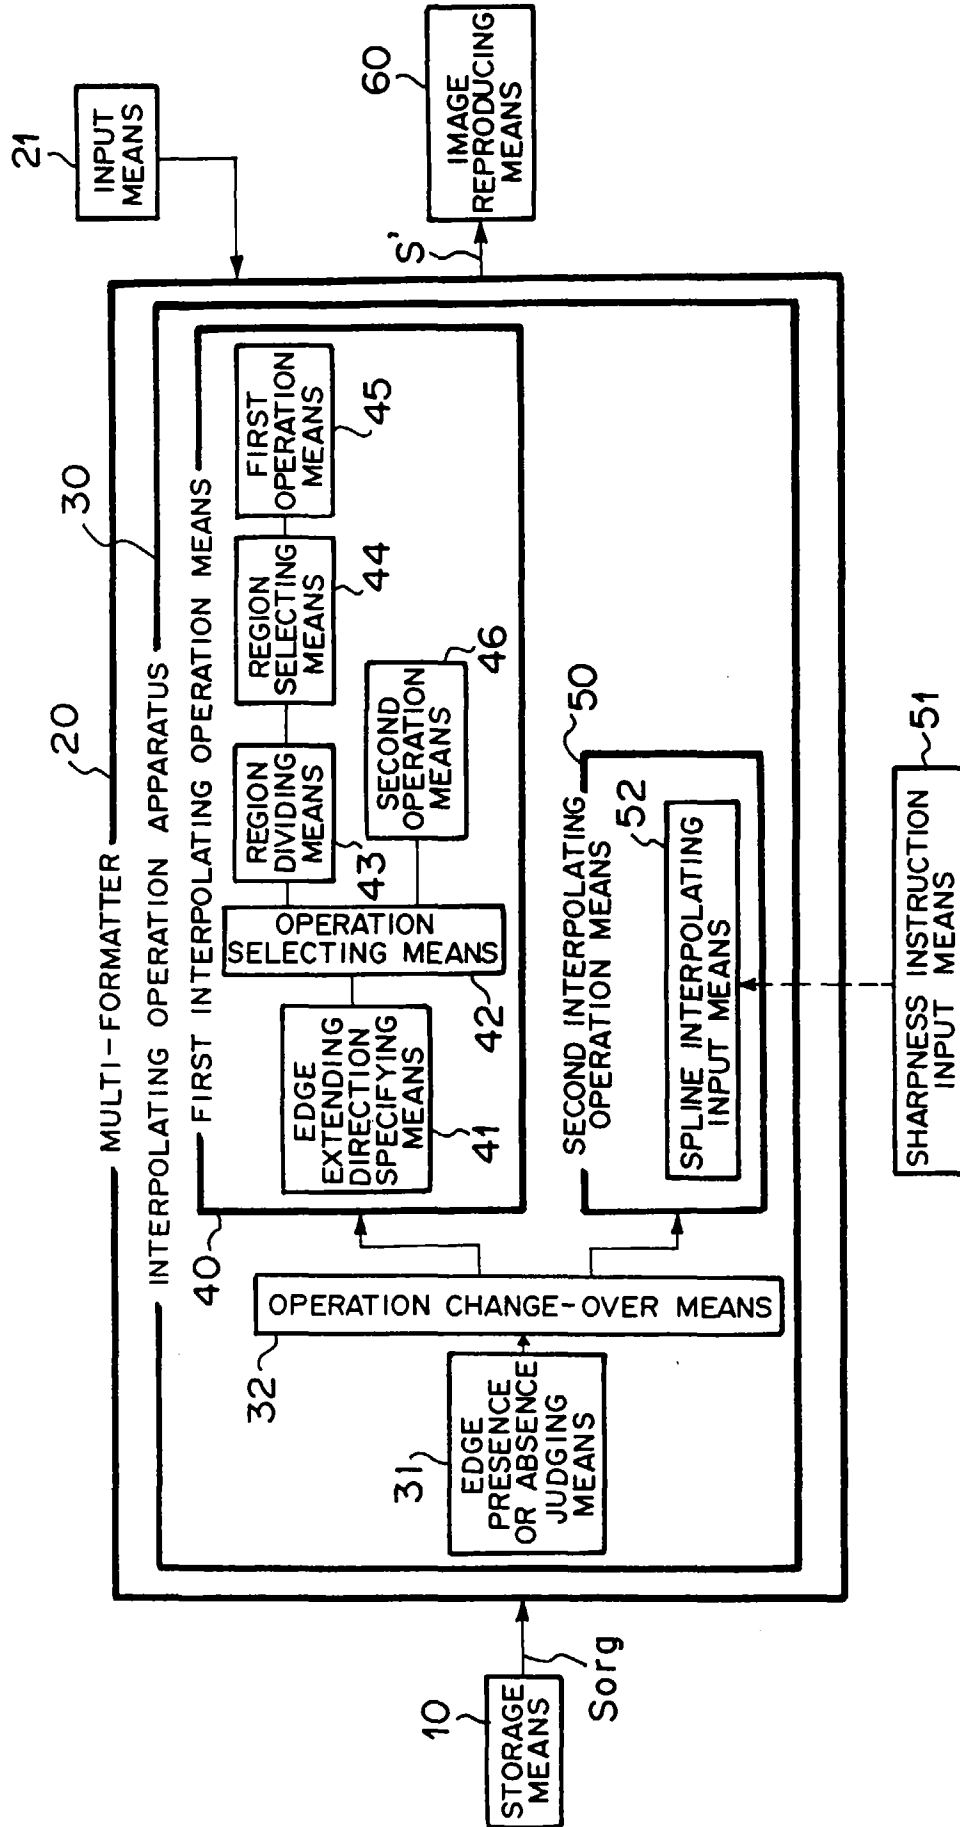 21
INPUT
MEANS
60
IMAGE
REPRODUCING
MEANS
S'
20
MULTI-FORMATTER
30
INTERPOLATING OPERATION APPARATUS
FIRST INTERPOLATING OPERATION MEANS
40
EDGE
EXTENDING
DIRECTION
SPECIFYING
MEANS
41
OPERATION
SELECTING MEANS
42
REGION
DIVIDING
MEANS
43
REGION
SELECTING
MEANS
44
FIRST
OPERATION
MEANS
45
SECOND
OPERATION
MEANS
46
OPERATION CHANGE-OVER MEANS
32
EDGE
PRESENCE
OR ABSENCE
JUDGING
MEANS
31
SECOND INTERPOLATING
OPERATION MEANS
50
52
SPLINE INTERPOLATING
INPUT MEANS
10
STORAGE
MEANS
Sorg
SHARPNESS INSTRUCTION
INPUT MEANS
51